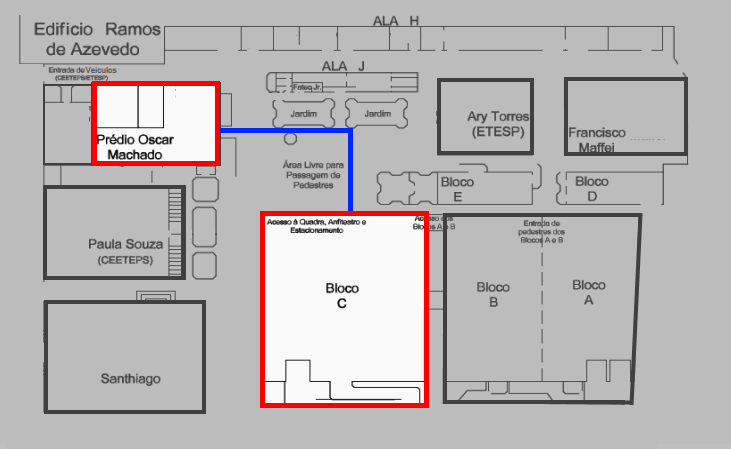 Edifício Ramos
de Azevedo
ALA H
Entrada de Veículos
(CEETEPS/ETESP)
ALA J
Fateq Jr.
Jardim
Jardim
Ary Torres
(ETESP)
Francisco
Maffei
Prédio Oscar
Machado
Área Livre para
Passagem de
Pedestres
Bloco
E
Bloco
D
Paula Souza
(CEETEPS)
Acesso à Quadra, Anfiteatro e
Estacionamento
Acesso aos
Blocos A e B
Entrada de
pedestres dos
Blocos A e B
Bloco
C
Bloco
B
Bloco
A
Santhiago